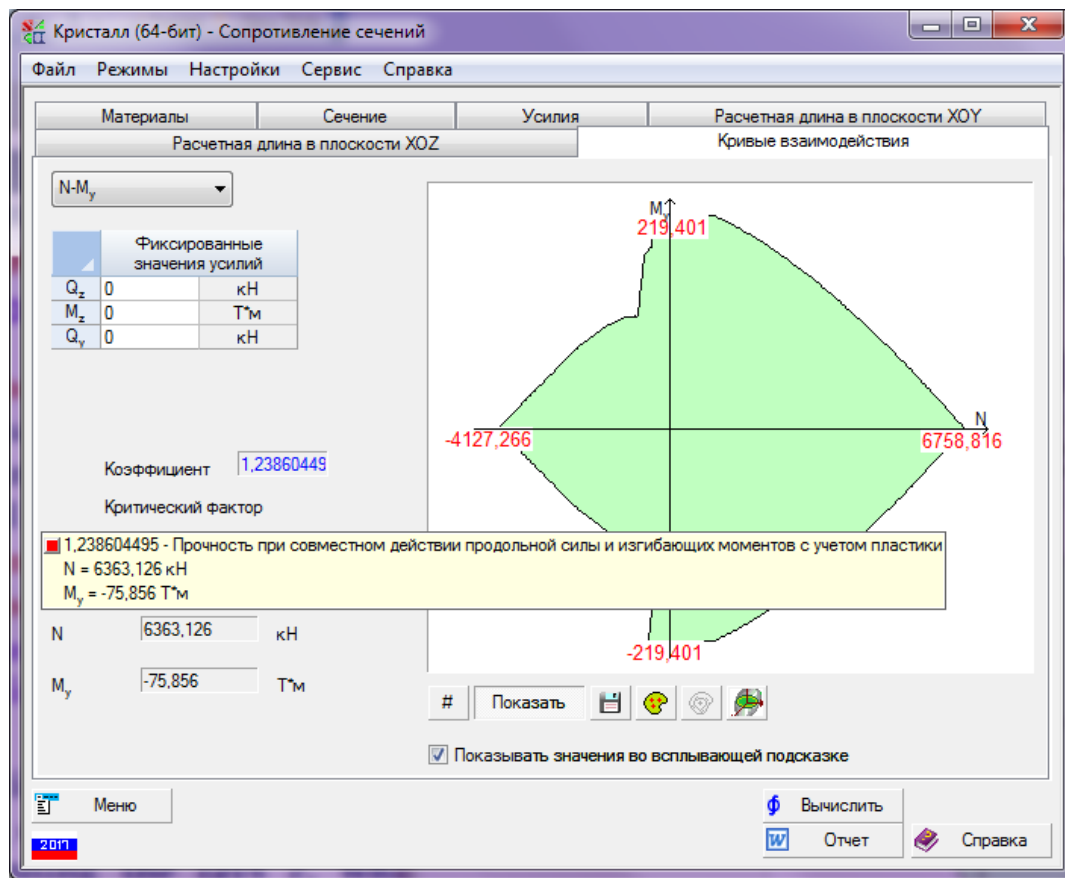 Кристалл (64-бит) - Сопротивление сечений
Файл Режимы Настройки Сервис Справка
Материалы Сечение Усилия Расчетная длина в плоскости XOY
Расчетная длина в плоскости XOZ Кривые взаимодействия
N-My
Фиксированные
значения усилий
Qz 0 кН
Mz 0 Т*м
Qy 0 кН
My
219,401
N
-4127,266 6758,816
Коэффициент 1,23860449
Критический фактор
1,238604495 - Прочность при совместном действии продольной силы и изгибающих моментов с учетом пластики
N = 6363,126 кН
My = -75,856 Т*м
N 6363,126 кН
-219,401
My -75,856 Т*м
# Показать
Показывать значения во всплывающей подсказке
Меню Вычислить
2017 W Отчет Справка